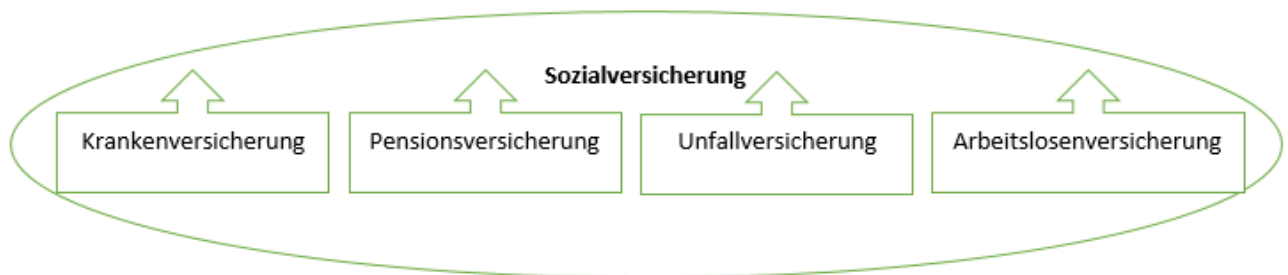 Sozialversicherung
Krankenversicherung
Pensionsversicherung
Unfallversicherung
Arbeitslosenversicherung